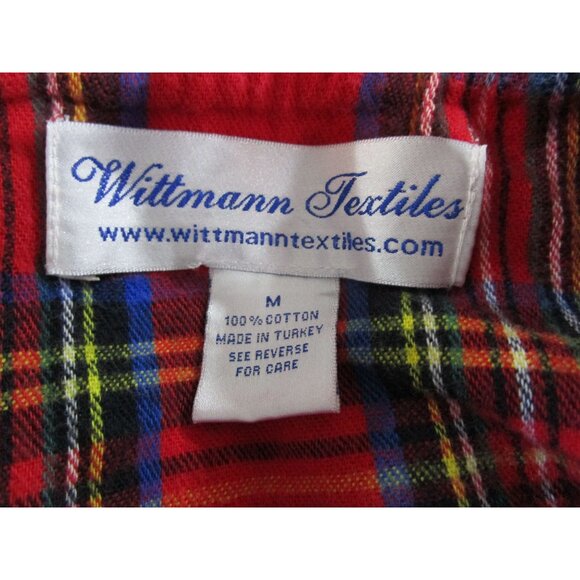 Wittmann Textiles
www.wittmanntextiles.com
M
100% COTTON
MADE IN TURKEY
SEE REVERSE
FOR CARE